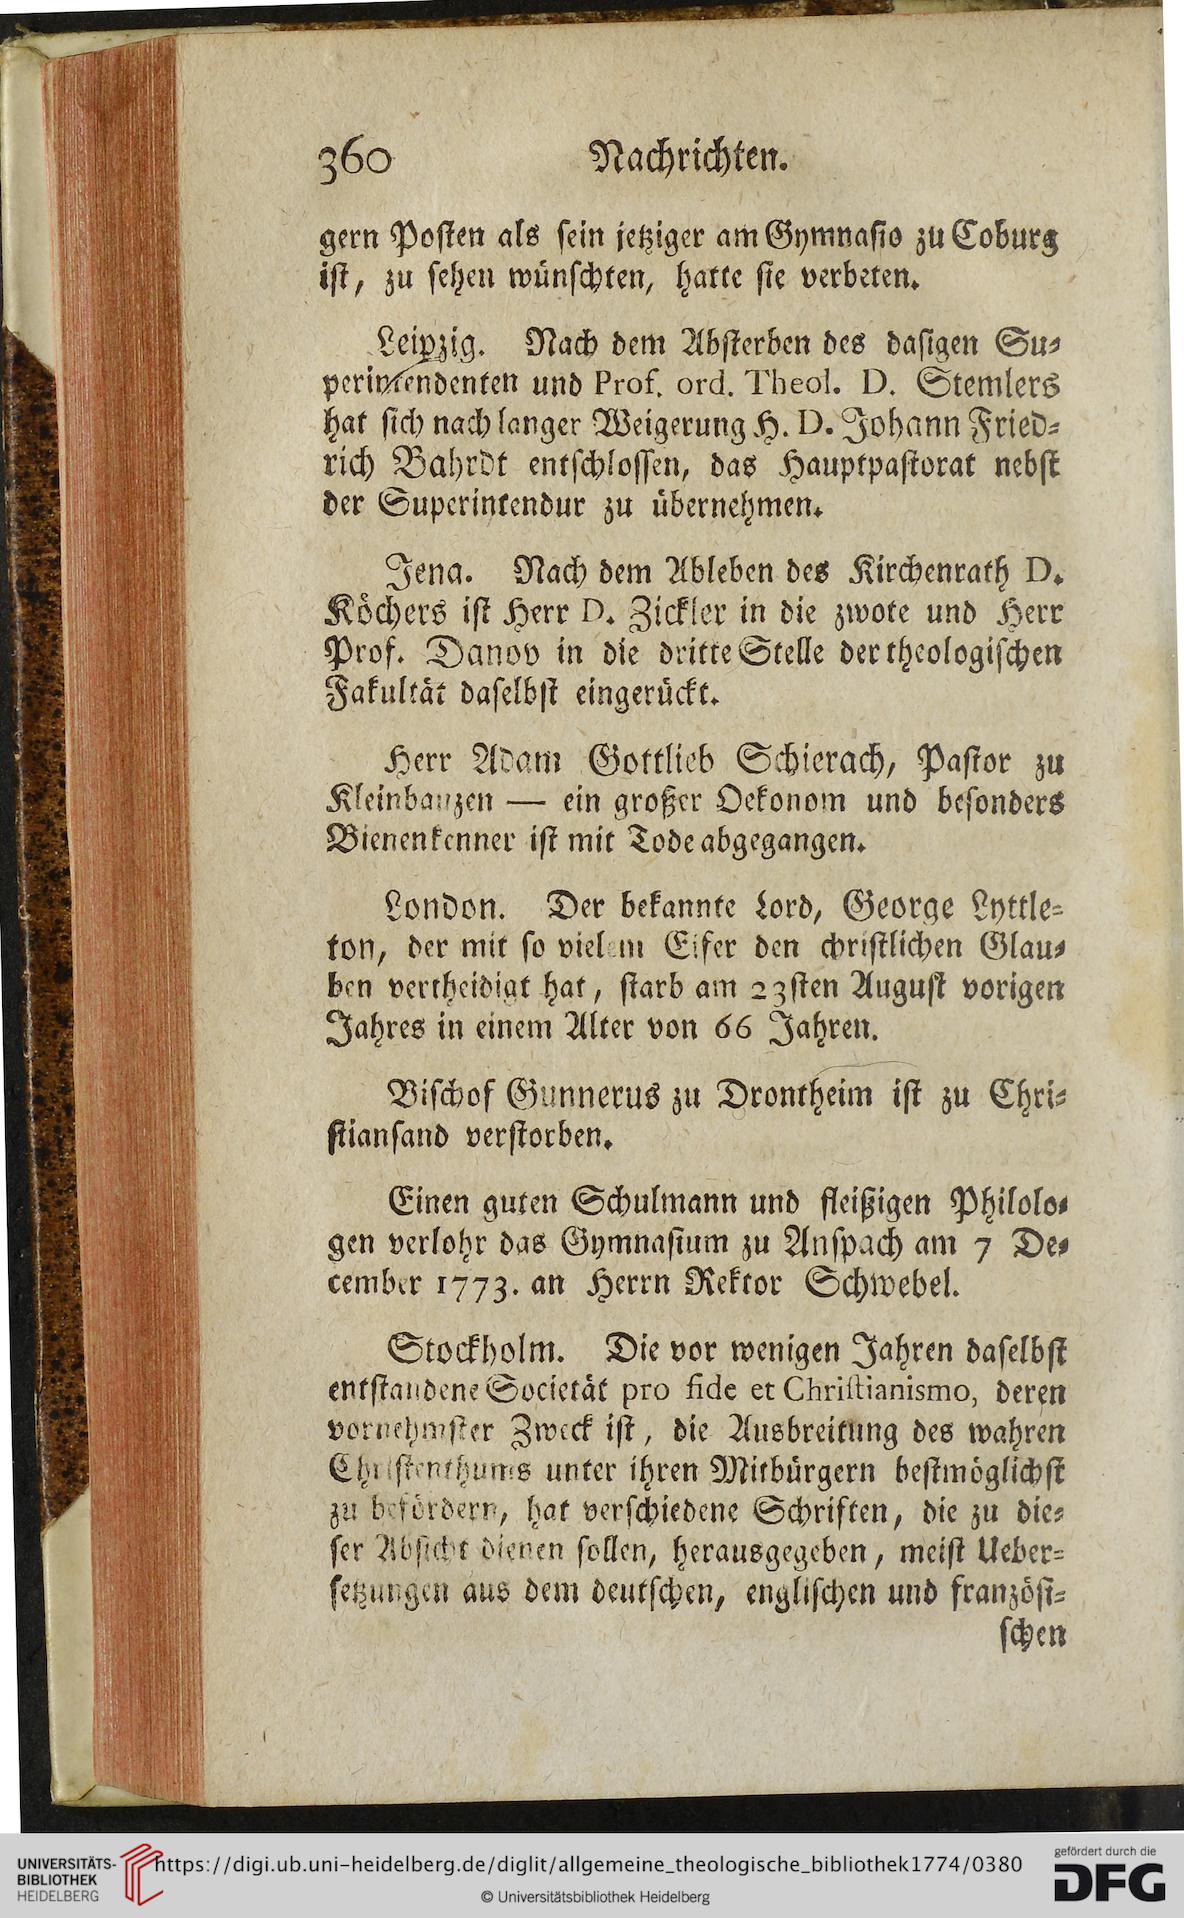 360 Nachrichten.
gern Posten als sein jetziger am Gymnasio zu Coburg
ist, zu sehen wünschten, hatte sie verbeten.
Leipzig. Nach dem Absterben des dasigen Su-
perintendenten und Prof. ord. Theol. D. Stemlers
hat sich nach langer Weigerung H. D. Johann Fried-
rich Bahrdt entschlossen, das Hauptpastorat nebst
der Superintendur zu übernehmen.
Jena. Nach dem Ableben des Kirchenrath D.
Köchers ist Herr D. Zickler in die zwote und Herr
Prof. Danov in die dritte Stelle der theologischen
Fakultät daselbst eingerückt.
Herr Adam Gottlieb Schierach, Pastor zu
Kleinbauzen — ein großer Oekonom und besonders
Bienenkenner ist mit Tode abgegangen.
London. Der bekannte Lord, George Lyttle-
ton, der mit so vielem Eifer den christlichen Glau-
ben vertheidigt hat, starb am 23sten August vorigen
Jahres in einem Alter von 66 Jahren.
Bischof Gunnerus zu Drontheim ist zu Chri-
stiansand verstorben.
Einen guten Schulmann und fleißigen Philolo-
gen verlohr das Gymnasium zu Anspach am 7 De-
cember 1773. an Herrn Rektor Schwebel.
Stockholm. Die vor wenigen Jahren daselbst
entstandene Societät pro fide et Christianismo, deren
vornehmster Zweck ist, die Ausbreitung des wahren
Christenthums unter ihren Mitbürgern bestmöglichst
zu befördern, hat verschiedene Schriften, die zu die-
ser Absicht dienen sollen, herausgegeben, meist Ueber-
setzungen aus dem deutschen, englischen und französi-
schen
UNIVERSITÄTS-
BIBLIOTHEK
HEIDELBERG
https://digi.ub.uni-heidelberg.de/diglit/allgemeine_theologische_bibliothek1774/0380
© Universitätsbibliothek Heidelberg
gefördert durch die
DFG